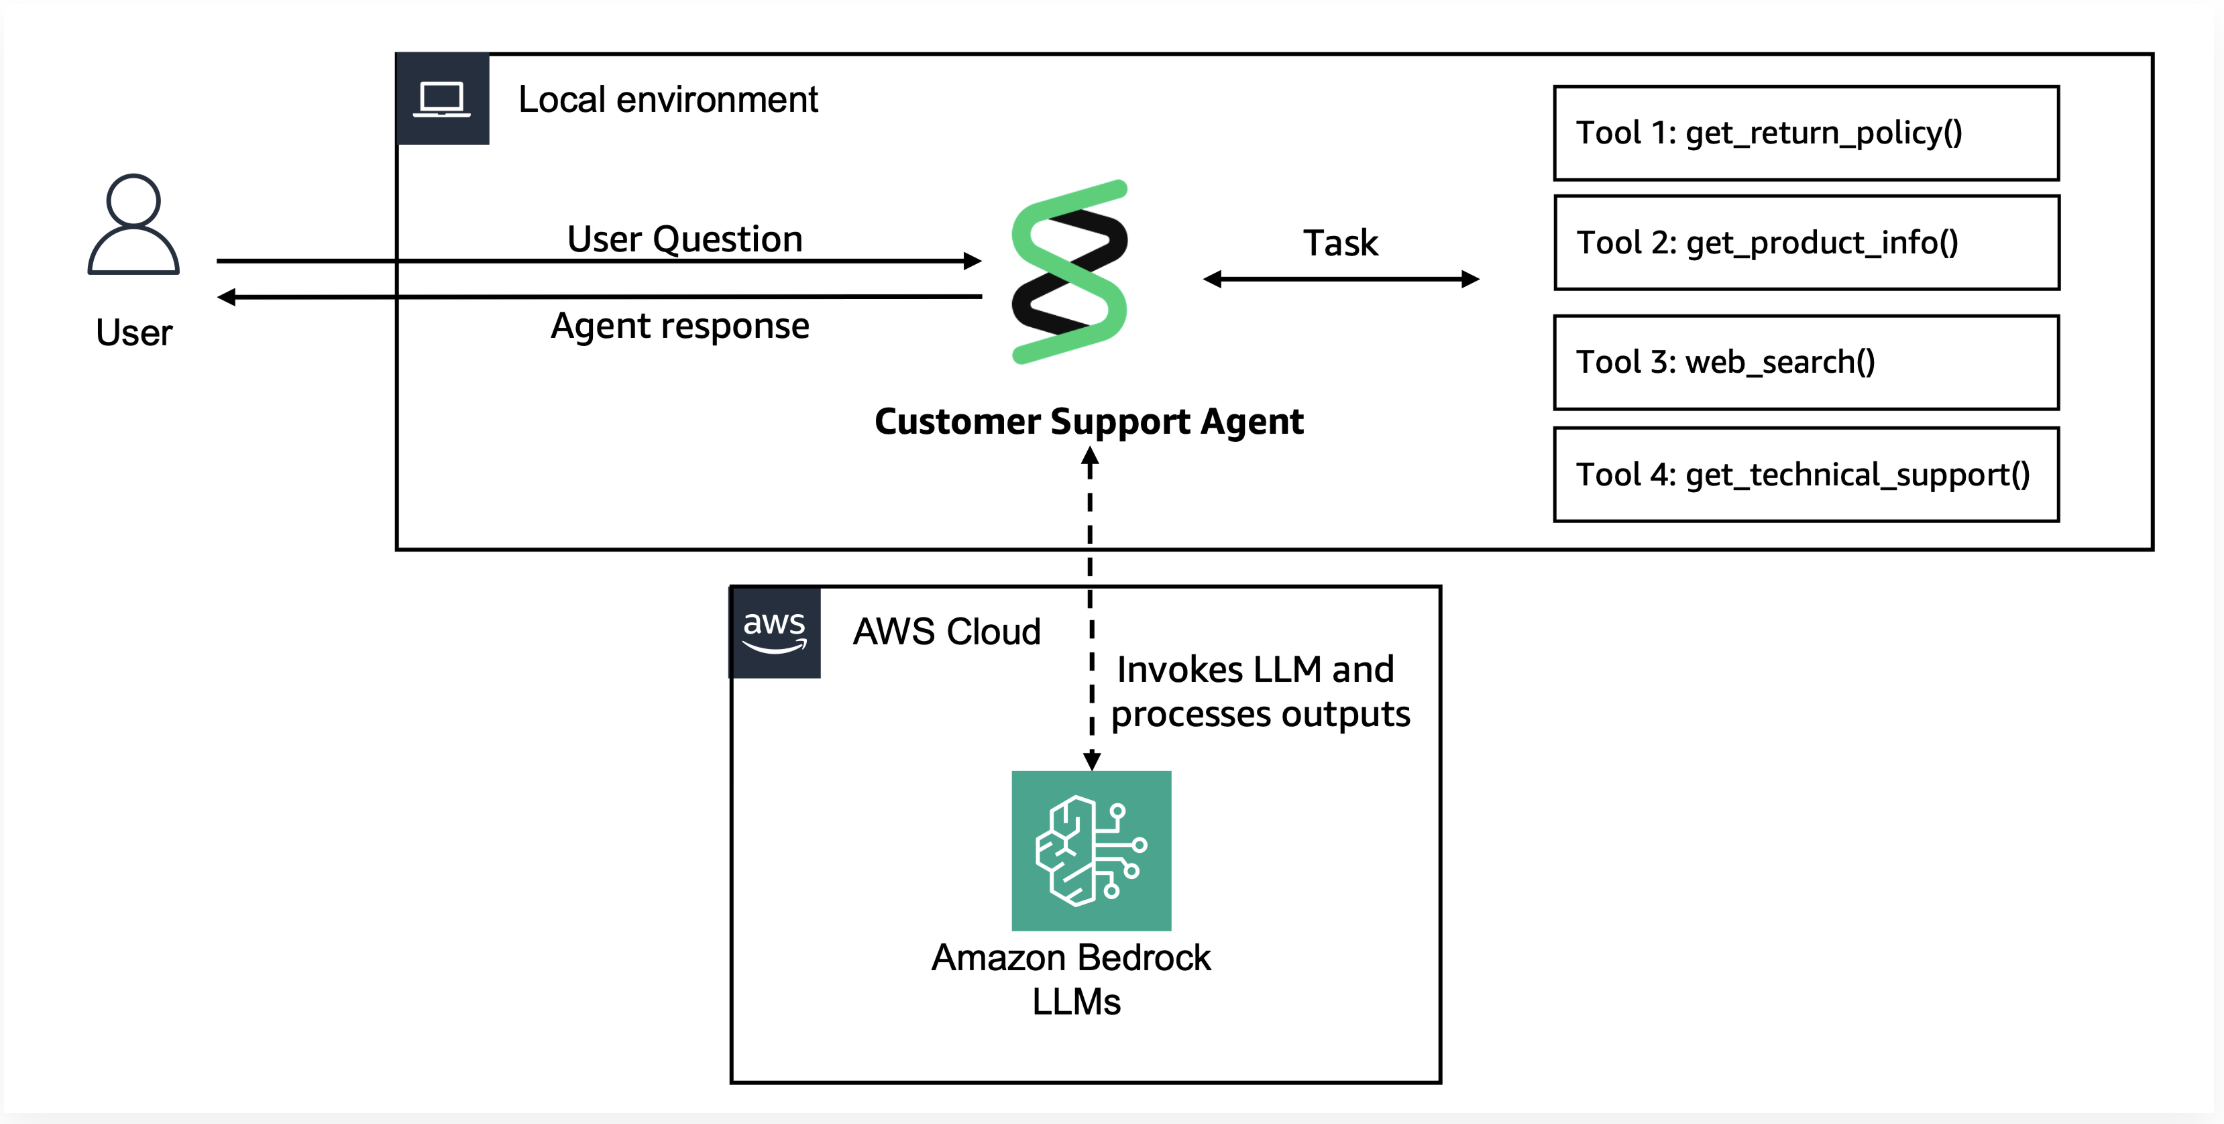 Local environment
User
User Question
Agent response
Customer Support Agent
Task
Tool 1: get_return_policy()
Tool 2: get_product_info()
Tool 3: web_search()
Tool 4: get_technical_support()
aws
AWS Cloud
Invokes LLM and
processes outputs
Amazon Bedrock
LLMs